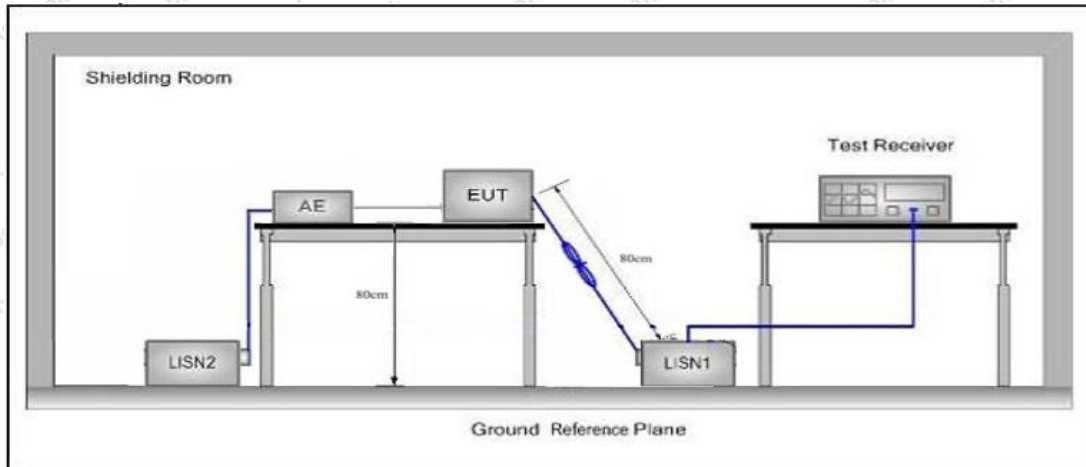 Shielding Room
Test Receiver
AE
EUT
80cm
80cm
LISN2
LISN1
Ground Reference Plane